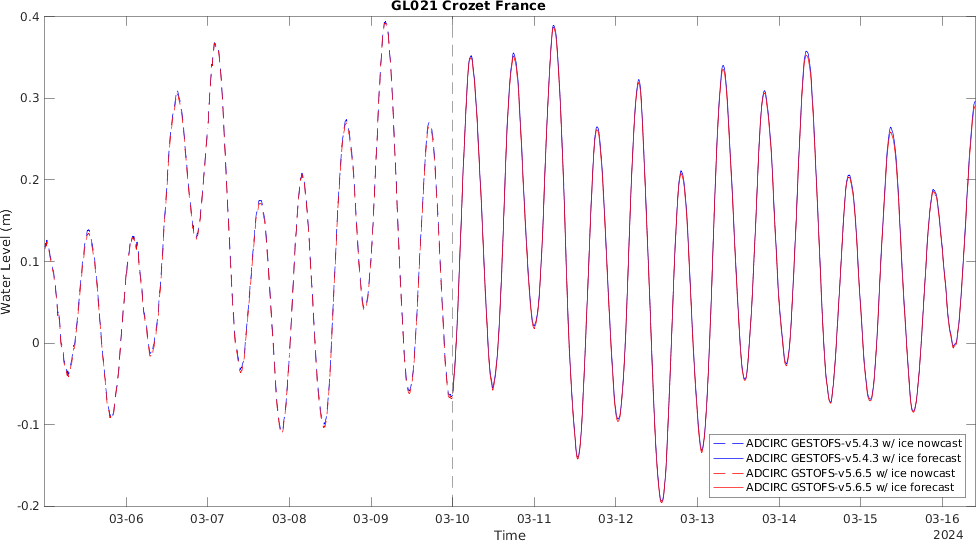 GL021 Crozet France
0.4
0.3
0.2
0.1
0
-0.1
-0.2
Water Level (m)
ADCIRC GESTOFS-v5.4.3 w/ ice nowcast
ADCIRC GESTOFS-v5.4.3 w/ ice forecast
ADCIRC GSTOFS-v5.6.5 w/ ice nowcast
ADCIRC GSTOFS-v5.6.5 w/ ice forecast
03-06 03-07 03-08 03-09 03-10 03-11 03-12 03-13 03-14 03-15 03-16
Time
2024